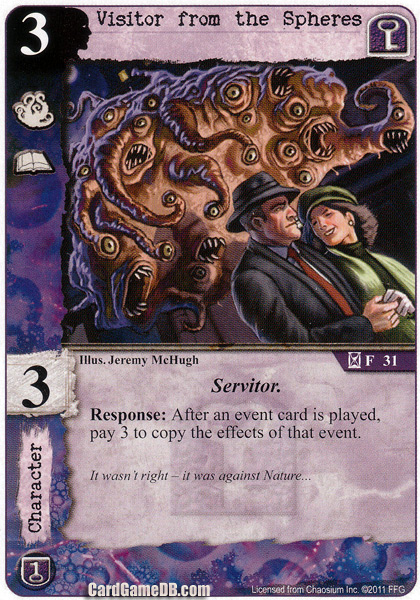 3
Visitor from the Spheres
Illus. Jeremy McHugh
F 31
3
Servitor.
Response: After an event card is played,
pay 3 to copy the effects of that event.
It wasn't right – it was against Nature...
Character
1
CardGameDB.com
Licensed from Chaosium Inc. ©2011 FFG